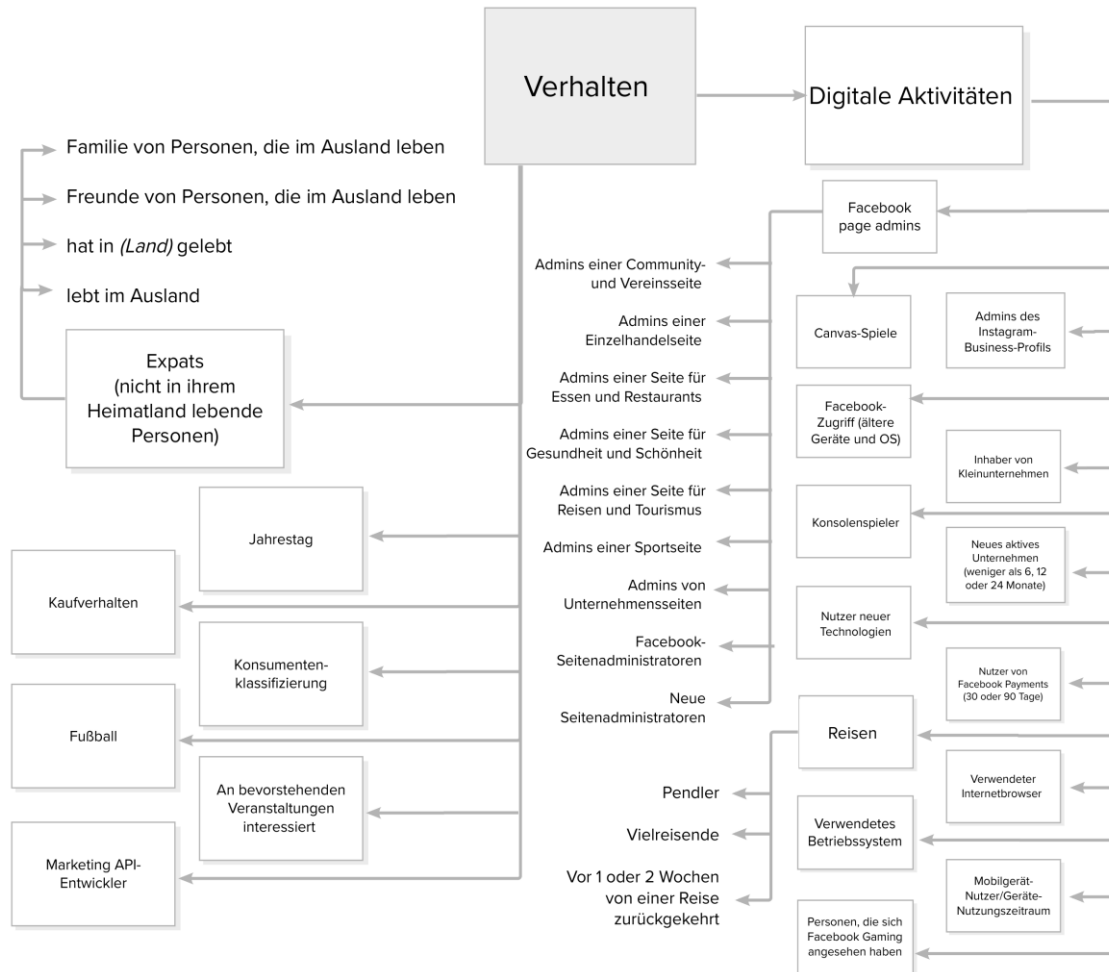 Verhalten
Digitale Aktivitäten
Familie von Personen, die im Ausland leben
Freunde von Personen, die im Ausland leben
hat in (Land) gelebt
lebt im Ausland
Expats
(nicht in ihrem
Heimatland lebende
Personen)
Jahrestag
Kaufverhalten
Konsumenten-
klassifizierung
Fußball
An bevorstehenden
Veranstaltungen
interessiert
Marketing API-
Entwickler
Facebook
page admins
Admins einer Community-
und Vereinsseite
Admins einer
Einzelhandelseite
Admins einer Seite für
Essen und Restaurants
Admins einer Seite für
Gesundheit und Schönheit
Admins einer Seite für
Reisen und Tourismus
Admins einer Sportseite
Admins von
Unternehmensseiten
Facebook-
Seitenadministratoren
Neue
Seitenadministratoren
Canvas-Spiele
Admins des
Instagram-
Business-Profils
Facebook-
Zugriff (ältere
Geräte und OS)
Inhaber von
Kleinunternehmen
Konsolenspieler
Neues aktives
Unternehmen
(weniger als 6, 12
oder 24 Monate)
Nutzer neuer
Technologien
Nutzer von
Facebook Payments
(30 oder 90 Tage)
Reisen
Pendler
Vielreisende
Vor 1 oder 2 Wochen
von einer Reise
zurückgekehrt
Verwendeter
Internetbrowser
Verwendetes
Betriebssystem
Mobilgerät-
Nutzer/Geräte-
Nutzungszeitraum
Personen, die sich
Facebook Gaming
angesehen haben